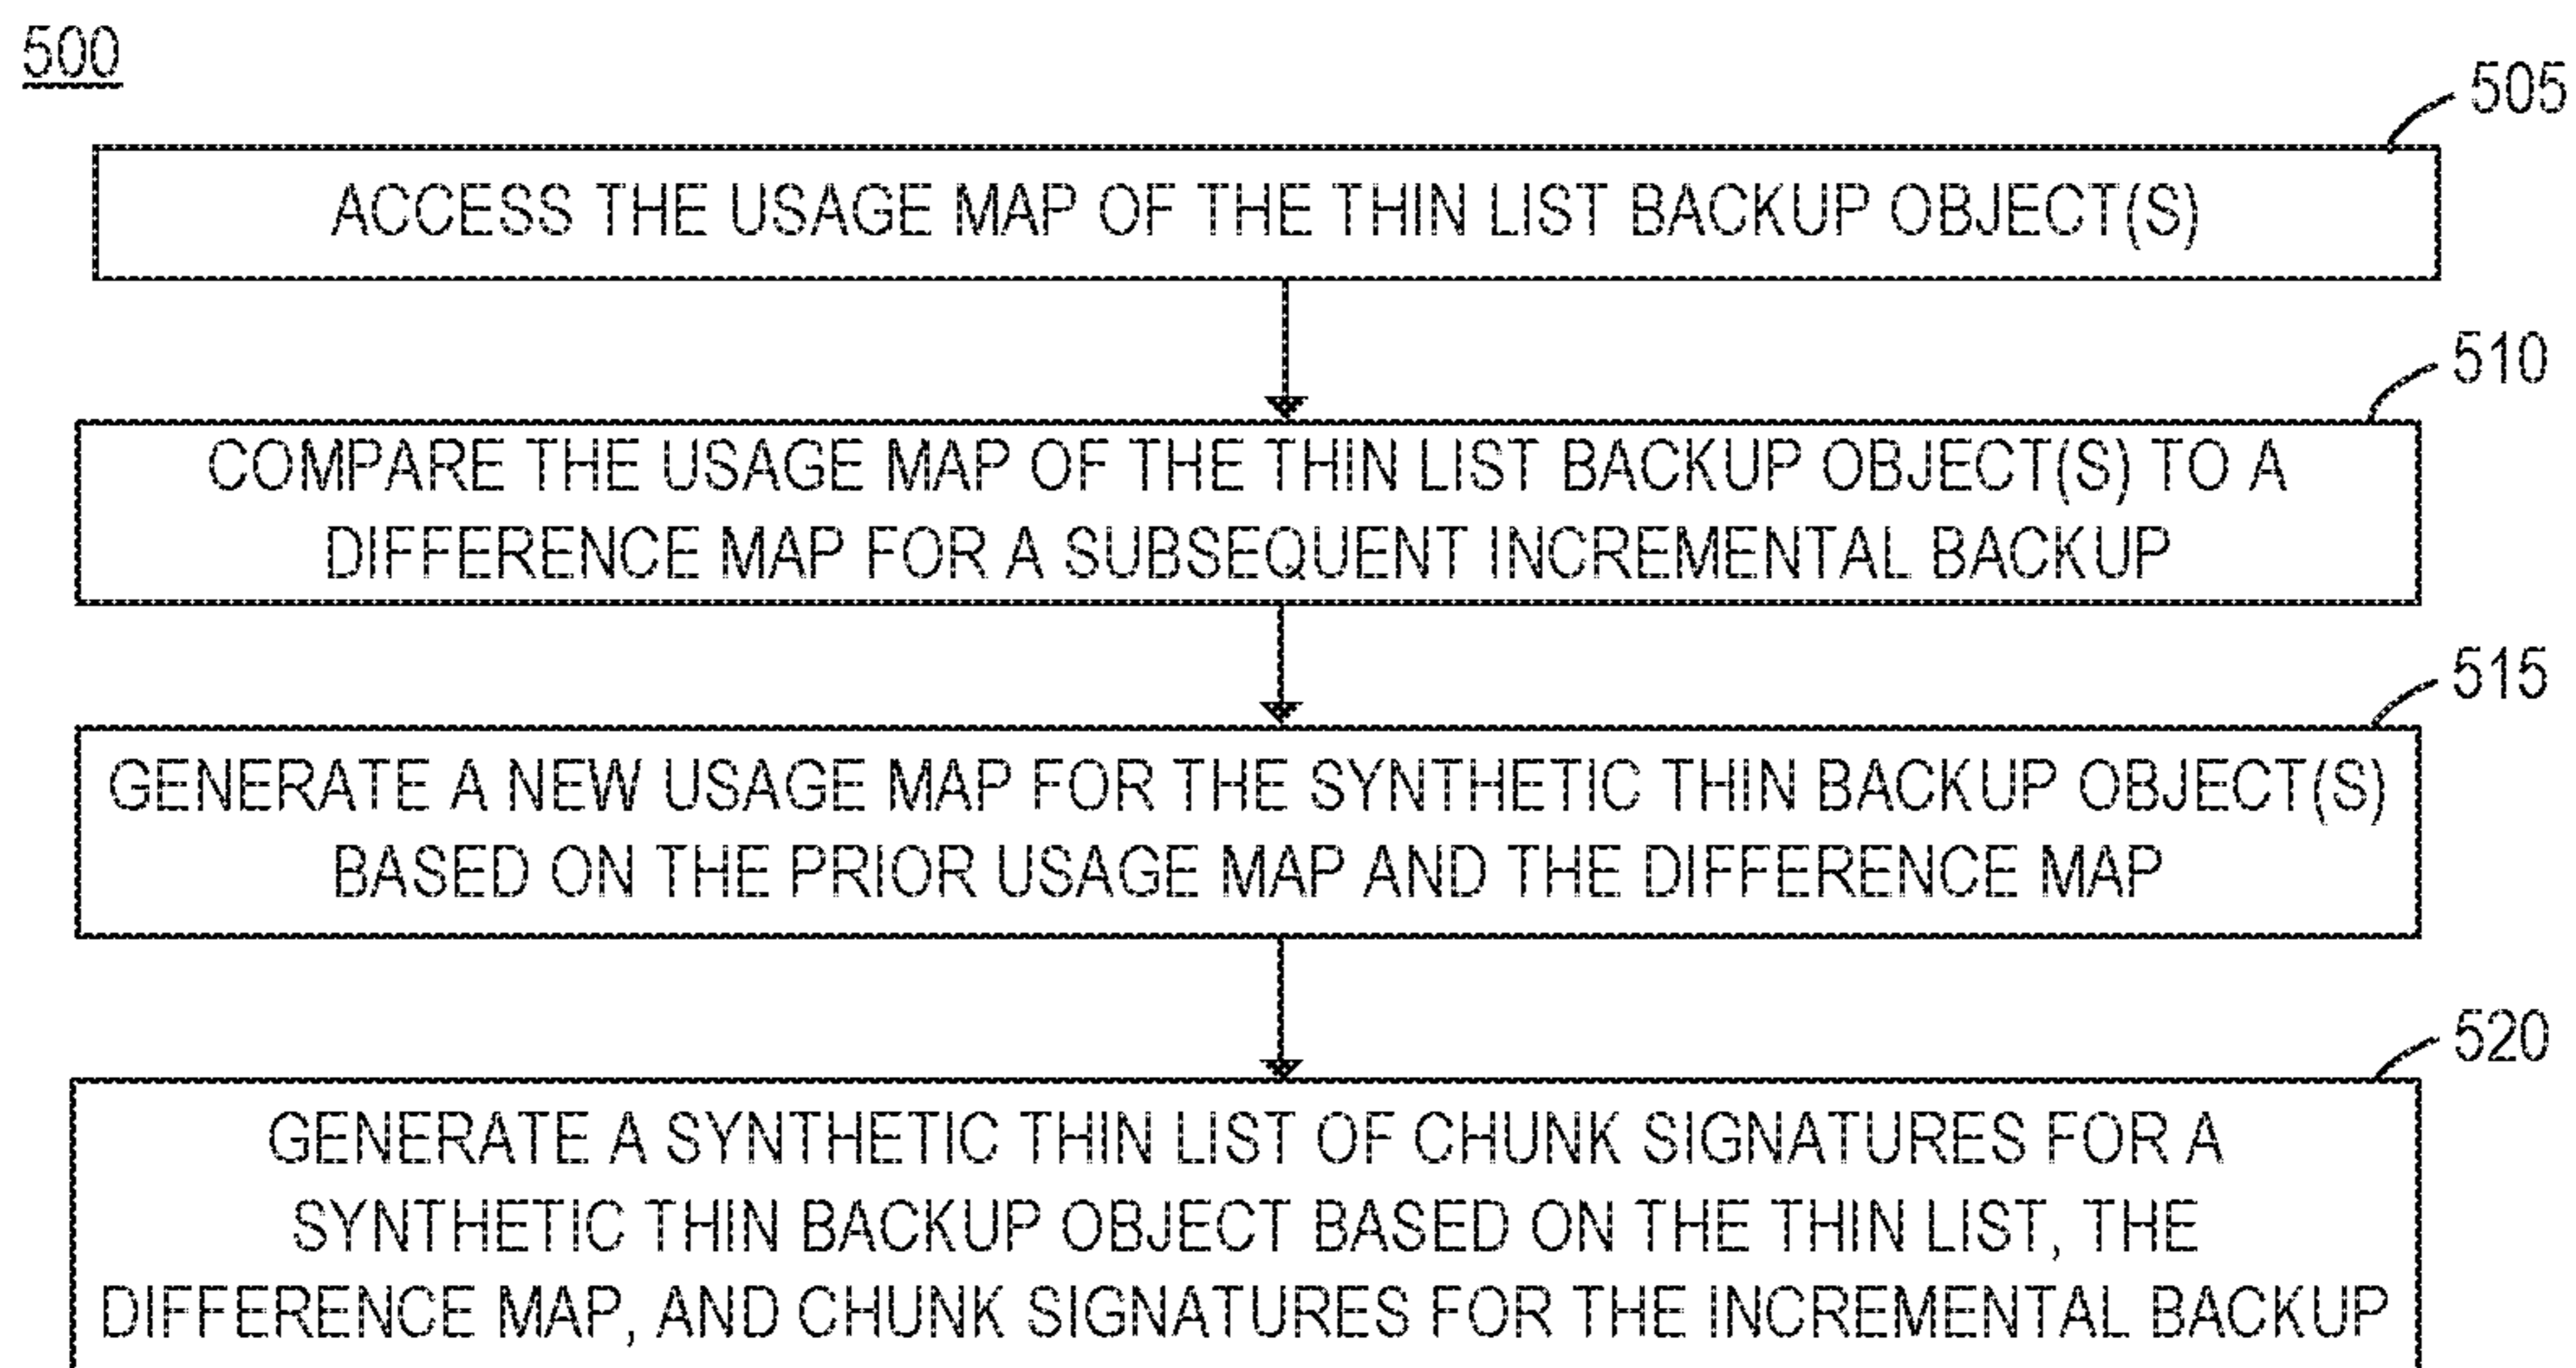 500
505
ACCESS THE USAGE MAP OF THE THIN LIST BACKUP OBJECT(S)
510
COMPARE THE USAGE MAP OF THE THIN LIST BACKUP OBJECT(S) TO A
DIFFERENCE MAP FOR A SUBSEQUENT INCREMENTAL BACKUP
515
GENERATE A NEW USAGE MAP FOR THE SYNTHETIC THIN BACKUP OBJECT(S)
BASED ON THE PRIOR USAGE MAP AND THE DIFFERENCE MAP
520
GENERATE A SYNTHETIC THIN LIST OF CHUNK SIGNATURES FOR A
SYNTHETIC THIN BACKUP OBJECT BASED ON THE THIN LIST, THE
DIFFERENCE MAP, AND CHUNK SIGNATURES FOR THE INCREMENTAL BACKUP